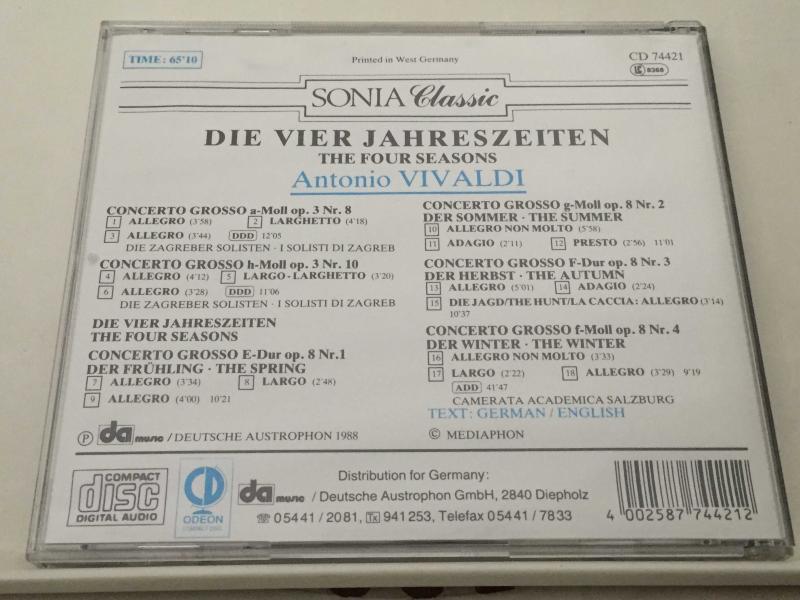 TIME: 65'10
Printed in West Germany
CD 74421
LC 8368
SONIA Classic
DIE VIER JAHRESZEITEN
THE FOUR SEASONS
Antonio VIVALDI
CONCERTO GROSSO a-Moll op. 3 Nr. 8
1 ALLEGRO (3'58) 2 LARGHETTO (4'18)
3 ALLEGRO (3'44) DDD 12'05
DIE ZAGREBER SOLISTEN · I SOLISTI DI ZAGREB
CONCERTO GROSSO h-Moll op. 3 Nr. 10
4 ALLEGRO (4'12) 5 LARGO-LARGHETTO (3'20)
6 ALLEGRO (3'28) DDD 11'06
DIE ZAGREBER SOLISTEN · I SOLISTI DI ZAGREB
DIE VIER JAHRESZEITEN
THE FOUR SEASONS
CONCERTO GROSSO E-Dur op. 8 Nr.1
DER FRÜHLING · THE SPRING
7 ALLEGRO (3'34) 8 LARGO (2'48)
9 ALLEGRO (4'00) 10'21
CONCERTO GROSSO g-Moll op. 8 Nr. 2
DER SOMMER · THE SUMMER
10 ALLEGRO NON MOLTO (5'58)
11 ADAGIO (2'11) 12 PRESTO (2'56) 11'01
CONCERTO GROSSO F-Dur op. 8 Nr. 3
DER HERBST · THE AUTUMN
13 ALLEGRO (5'01) 14 ADAGIO (2'24)
15 DIE JAGD/THE HUNT/LA CACCIA: ALLEGRO (3'14)
10'37
CONCERTO GROSSO f-Moll op. 8 Nr. 4
DER WINTER · THE WINTER
16 ALLEGRO NON MOLTO (3'33)
17 LARGO (2'22) 18 ALLEGRO (3'29) 9'19
ADD 41'47
CAMERATA ACADEMICA SALZBURG
TEXT: GERMAN / ENGLISH
Ⓟ da music / DEUTSCHE AUSTROPHON 1988
© MEDIAPHON
COMPACT
disc
DIGITAL AUDIO
CD
ODEON
Distribution for Germany:
da music / Deutsche Austrophon GmbH, 2840 Diepholz
☎ 05441 / 2081, Tx 941253, Telefax 05441 / 7833
4 002587 744212